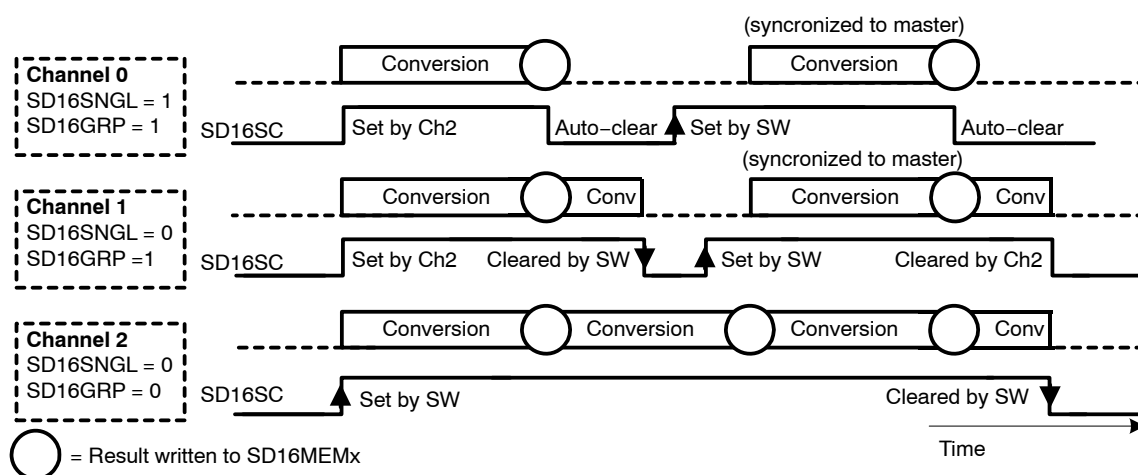 (syncronized to master)
Channel 0
SD16SNGL = 1
SD16GRP = 1
Conversion
Conversion
SD16SC
Set by Ch2
Auto−clear
Set by SW
Auto−clear
(syncronized to master)
Channel 1
SD16SNGL = 0
SD16GRP =1
Conversion
Conv
Conversion
Conv
SD16SC
Set by Ch2
Cleared by SW
Set by SW
Cleared by Ch2
Channel 2
SD16SNGL = 0
SD16GRP = 0
Conversion
Conversion
Conversion
Conv
SD16SC
Set by SW
Cleared by SW
Time
= Result written to SD16MEMx